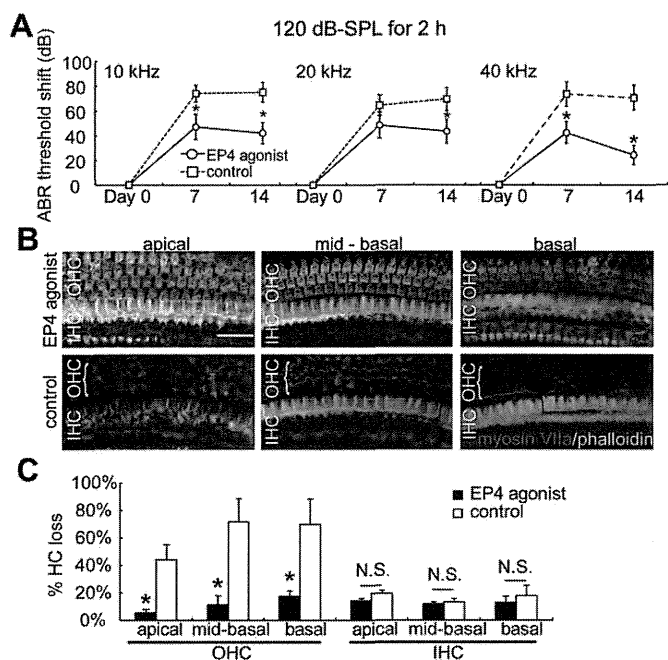 A
120 dB-SPL for 2 h
ABR threshold shift (dB)
100
80
60
40
20
0
10 kHz
20 kHz
40 kHz
* *
*
* *
EP4 agonist
control
Day 0 7 14
Day 0 7 14
Day 0 7 14
B
apical mid - basal basal
EP4 agonist
IHC OHC
IHC OHC
IHC OHC
control
IHC OHC
IHC OHC
IHC OHC
myosin VIIa/phalloidin
C
% HC loss
100%
80%
60%
40%
20%
0%
EP4 agonist
control
* * *
N.S. N.S. N.S.
apical mid-basal basal apical mid-basal basal
OHC IHC